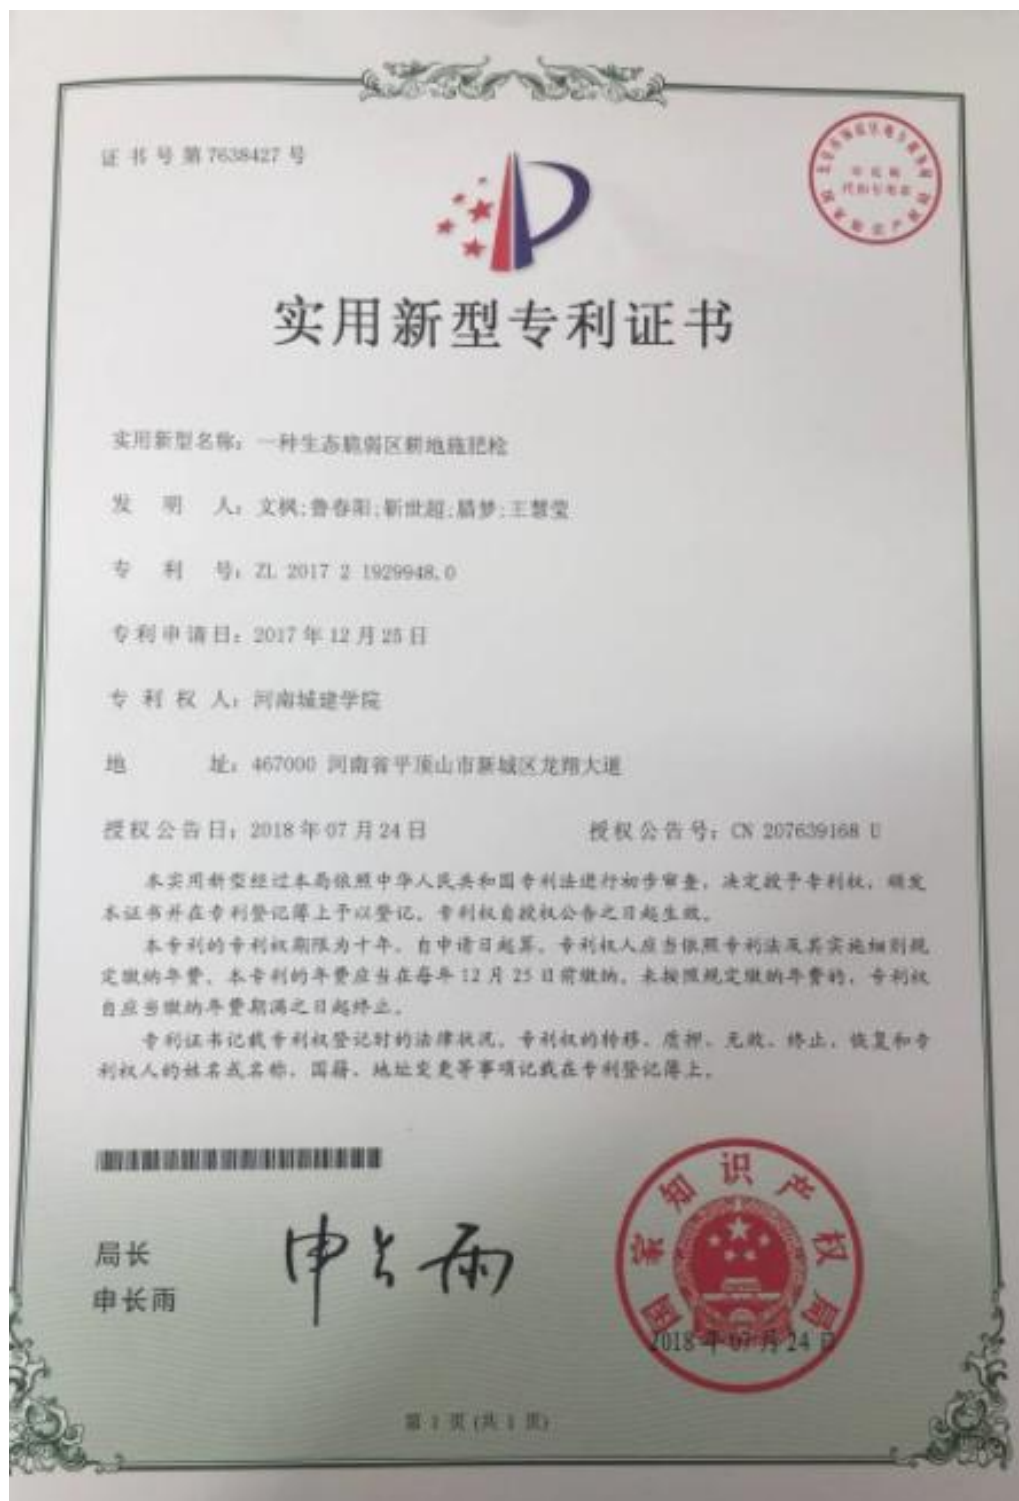 证书号第7638427号
实用新型专利证书
实用新型名称：一种生态脆弱区耕地施肥枪
发明人：文枫;鲁春阳;靳世超;腊梦;王慧莹
专利号：ZL 2017 2 1929948.0
专利申请日：2017年12月25日
专利权人：河南城建学院
地址：467000 河南省平顶山市新城区龙翔大道
授权公告日：2018年07月24日 授权公告号：CN 207639168 U
本实用新型经过本局依照中华人民共和国专利法进行初步审查，决定授予专利权，颁发
本证书并在专利登记簿上予以登记。专利权自授权公告之日起生效。
本专利的专利权期限为十年，自申请日起算。专利权人应当依照专利法及其实施细则规
定缴纳年费。本专利的年费应当在每年12月25日前缴纳。未按照规定缴纳年费的，专利权
自应当缴纳年费期满之日起终止。
专利证书记载专利权登记时的法律状况。专利权的转移、质押、无效、终止、恢复和专
利权人的姓名或名称、国籍、地址变更等事项记载在专利登记簿上。
局长
申长雨
申长雨
国家知识产权局
2018年07月24日
第1页(共1页)